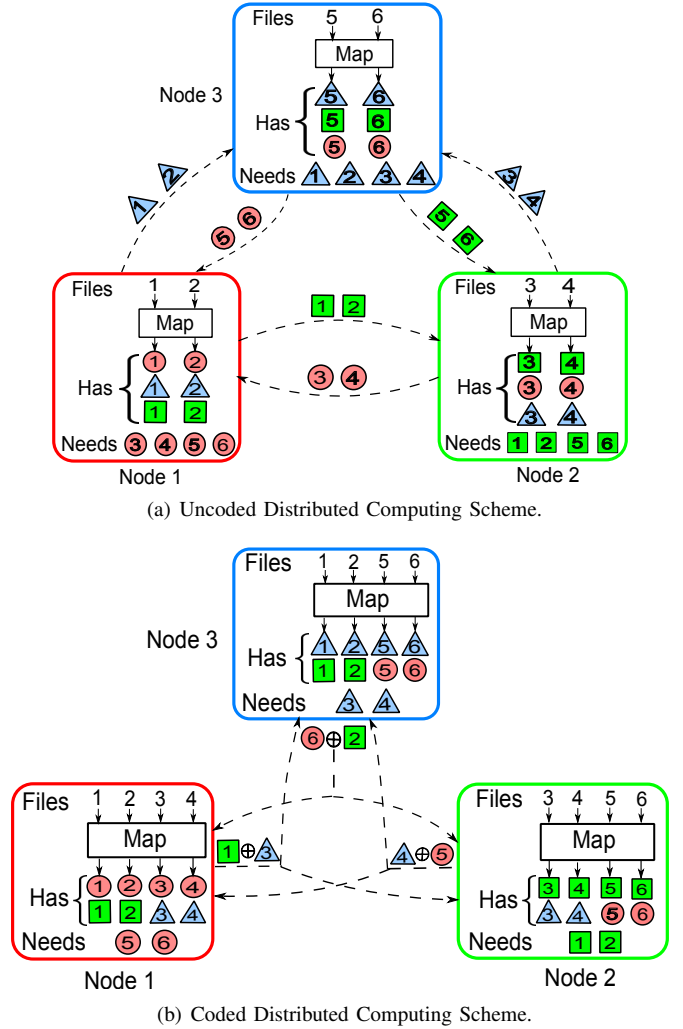 Files 5 6
Map
Node 3
5 6
Has 5 6
5 6
Needs 1 2 3 4
1 2
3 4
5 6
5 6
Files 1 2
Map
1 2
Has 1 2
1 2
Needs 3 4 5 6
Node 1
1 2
3 4
Files 3 4
Map
3 4
Has 3 4
3 4
Needs 1 2 5 6
Node 2
(a) Uncoded Distributed Computing Scheme.
Files 1 2 5 6
Map
Node 3
1 2 5 6
Has 1 2 5 6
Needs 3 4
6 ⊕ 2
Files 1 2 3 4
Map
1 2 3 4
Has 1 2 3 4
Needs 5 6
Node 1
1 ⊕ 3
4 ⊕ 5
Files 3 4 5 6
Map
3 4 5 6
Has 3 4 5 6
Needs 1 2
Node 2
(b) Coded Distributed Computing Scheme.